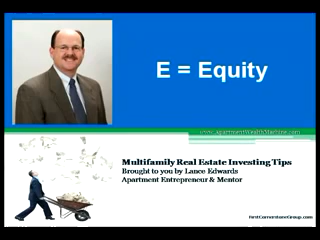 E = Equity
www.ApartmentWealthMachine.com
Multifamily Real Estate Investing Tips
Brought to you by Lance Edwards
Apartment Entrepreneur & Mentor
FirstCornerstoneGroup.com